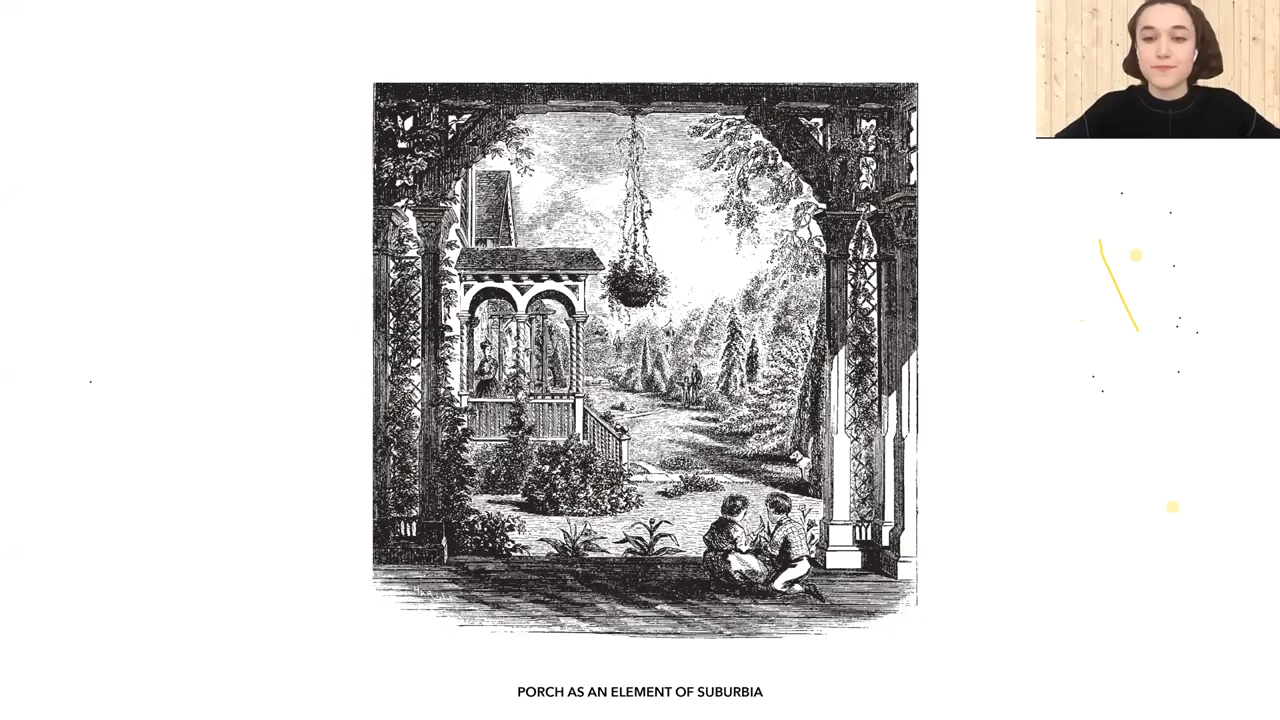 PORCH AS AN ELEMENT OF SUBURBIA